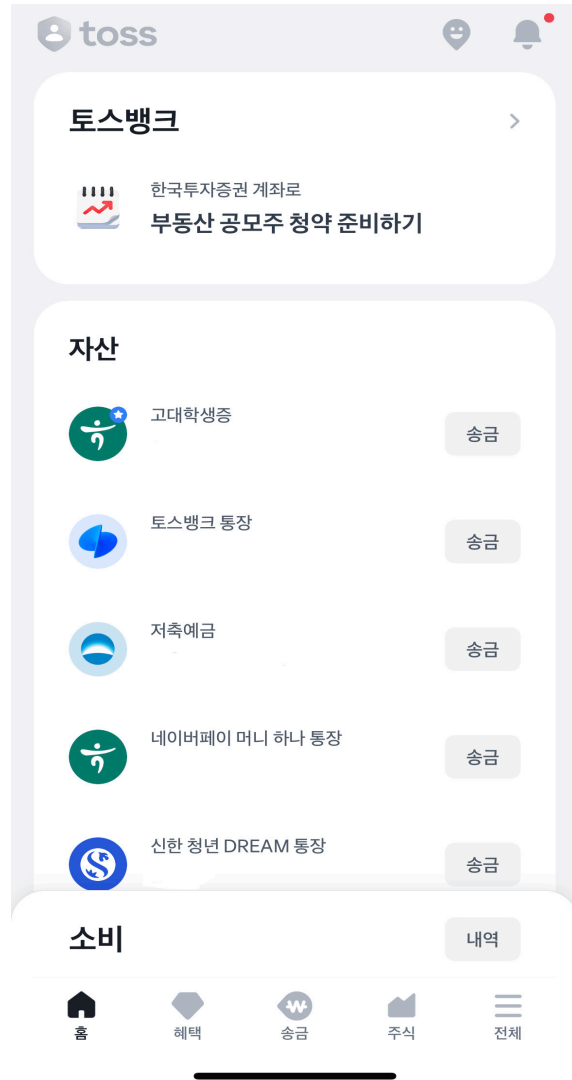 toss
토스뱅크
한국투자증권 계좌로
부동산 공모주 청약 준비하기
자산
고대학생증
송금
토스뱅크 통장
송금
저축예금
송금
네이버페이 머니 하나 통장
송금
신한 청년 DREAM 통장
송금
소비
내역
홈
혜택
송금
주식
전체